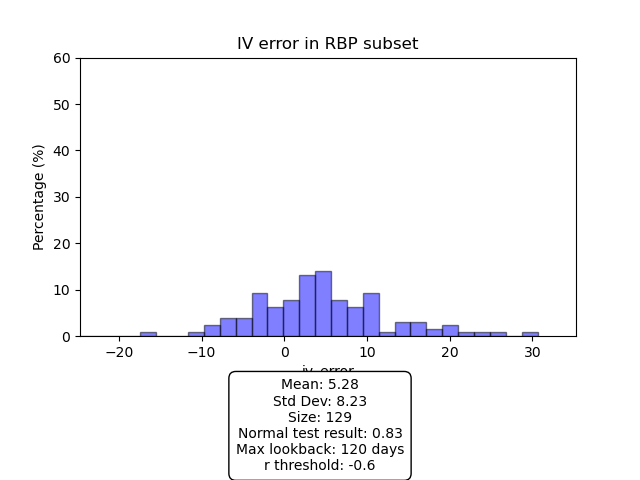 IV error in RBP subset
Percentage (%)
60
50
40
30
20
10
0
−20
−10
0
10
20
30
iv_error
Mean: 5.28
Std Dev: 8.23
Size: 129
Normal test result: 0.83
Max lookback: 120 days
r threshold: -0.6